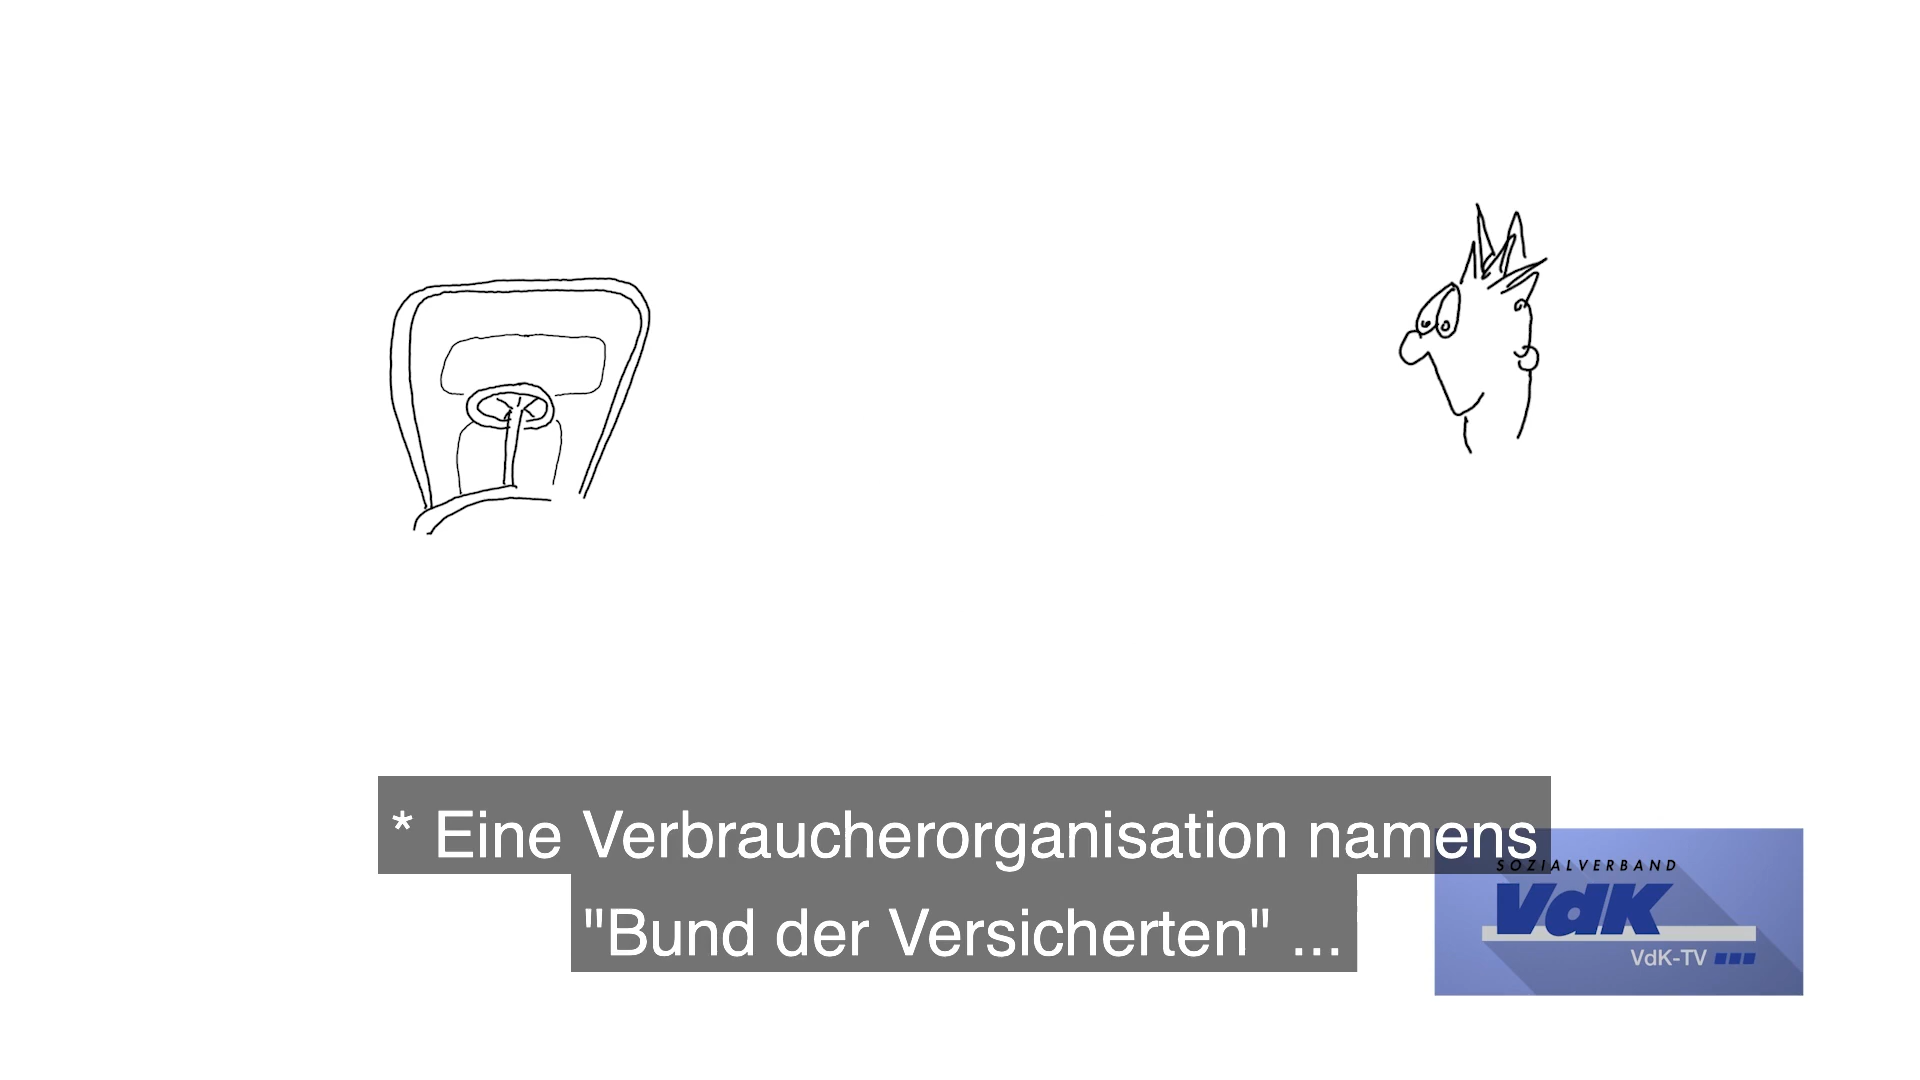 * Eine Verbraucherorganisation namens
"Bund der Versicherten" ...
SOZIALVERBAND
VdK
VdK-TV